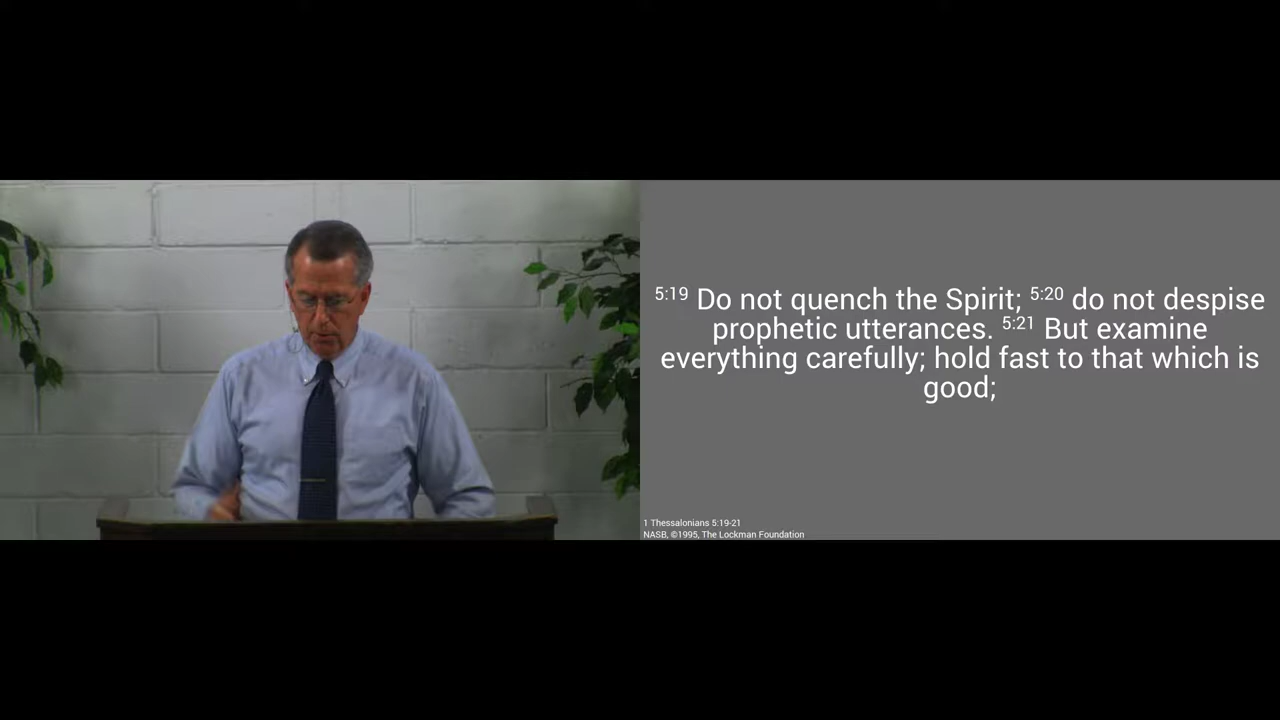 5:19 Do not quench the Spirit; 5:20 do not despise
prophetic utterances. 5:21 But examine
everything carefully; hold fast to that which is
good;
1 Thessalonians 5:19-21
NASB, ©1995, The Lockman Foundation